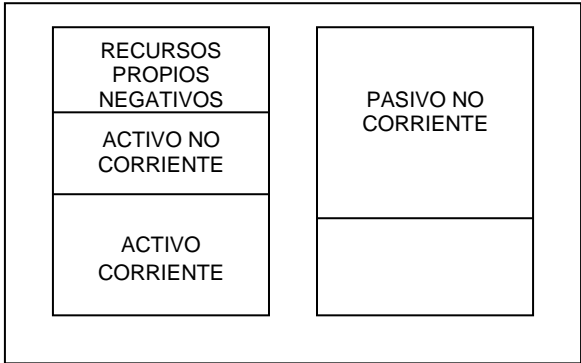 RECURSOS
PROPIOS
NEGATIVOS
ACTIVO NO
CORRIENTE
ACTIVO
CORRIENTE
PASIVO NO
CORRIENTE